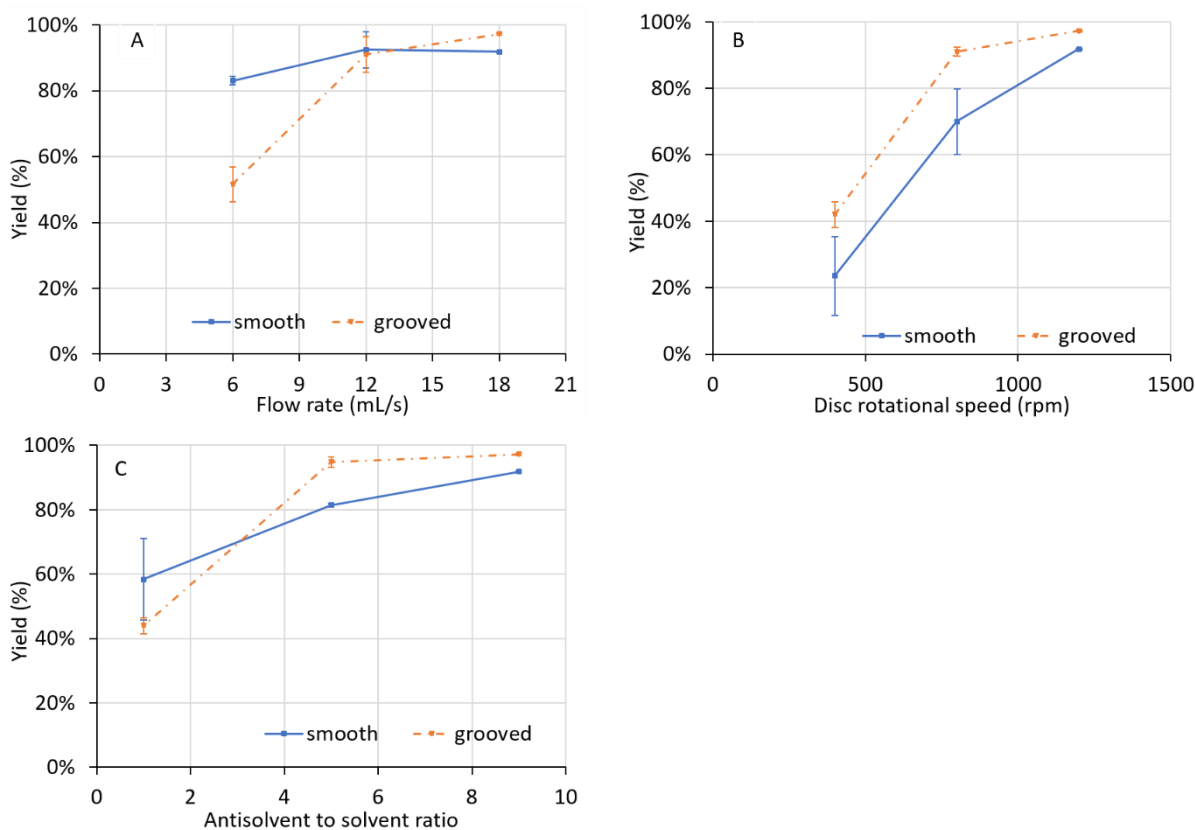 A
Yield (%)
100%
80%
60%
40%
20%
0%
smooth grooved
0 3 6 9 12 15 18 21
Flow rate (mL/s)
B
Yield (%)
100%
80%
60%
40%
20%
0%
smooth grooved
0 500 1000 1500
Disc rotational speed (rpm)
C
Yield (%)
100%
80%
60%
40%
20%
0%
smooth grooved
0 2 4 6 8 10
Antisolvent to solvent ratio